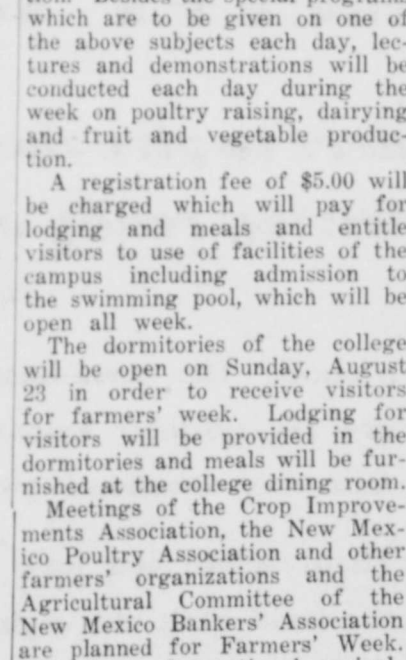 tion. Besides the special programs
which are to be given on one of
the above subjects each day, lec-
tures and demonstrations will be
conducted each day during the
week on poultry raising, dairying
and fruit and vegetable produc-
tion.
A registration fee of $5.00 will
be charged which will pay for
lodging and meals and entitle
visitors to use of facilities of the
campus including admission to
the swimming pool, which will be
open all week.
The dormitories of the college
will be open on Sunday, August
23 in order to receive visitors
for farmers' week. Lodging for
visitors will be provided in the
dormitories and meals will be fur-
nished at the college dining room.
Meetings of the Crop Improve-
ments Association, the New Mex-
ico Poultry Association and other
farmers' organizations and the
Agricultural Committee of the
New Mexico Bankers' Association
are planned for Farmers' Week.